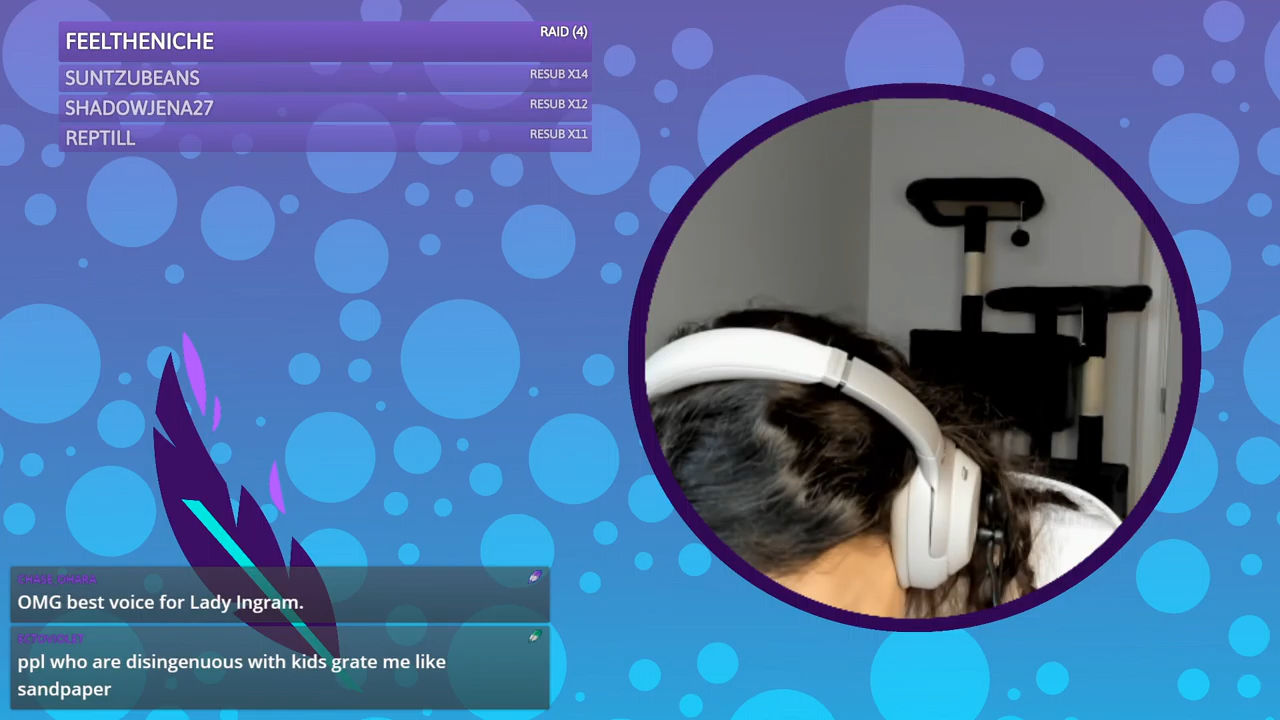 FEELTHENICHE
RAID (4)
SUNTZUBEANS
RESUB X14
SHADOWJENA27
RESUB X12
REPTILL
RESUB X11
OMG best voice for Lady Ingram.
ppl who are disingenuous with kids grate me like
sandpaper